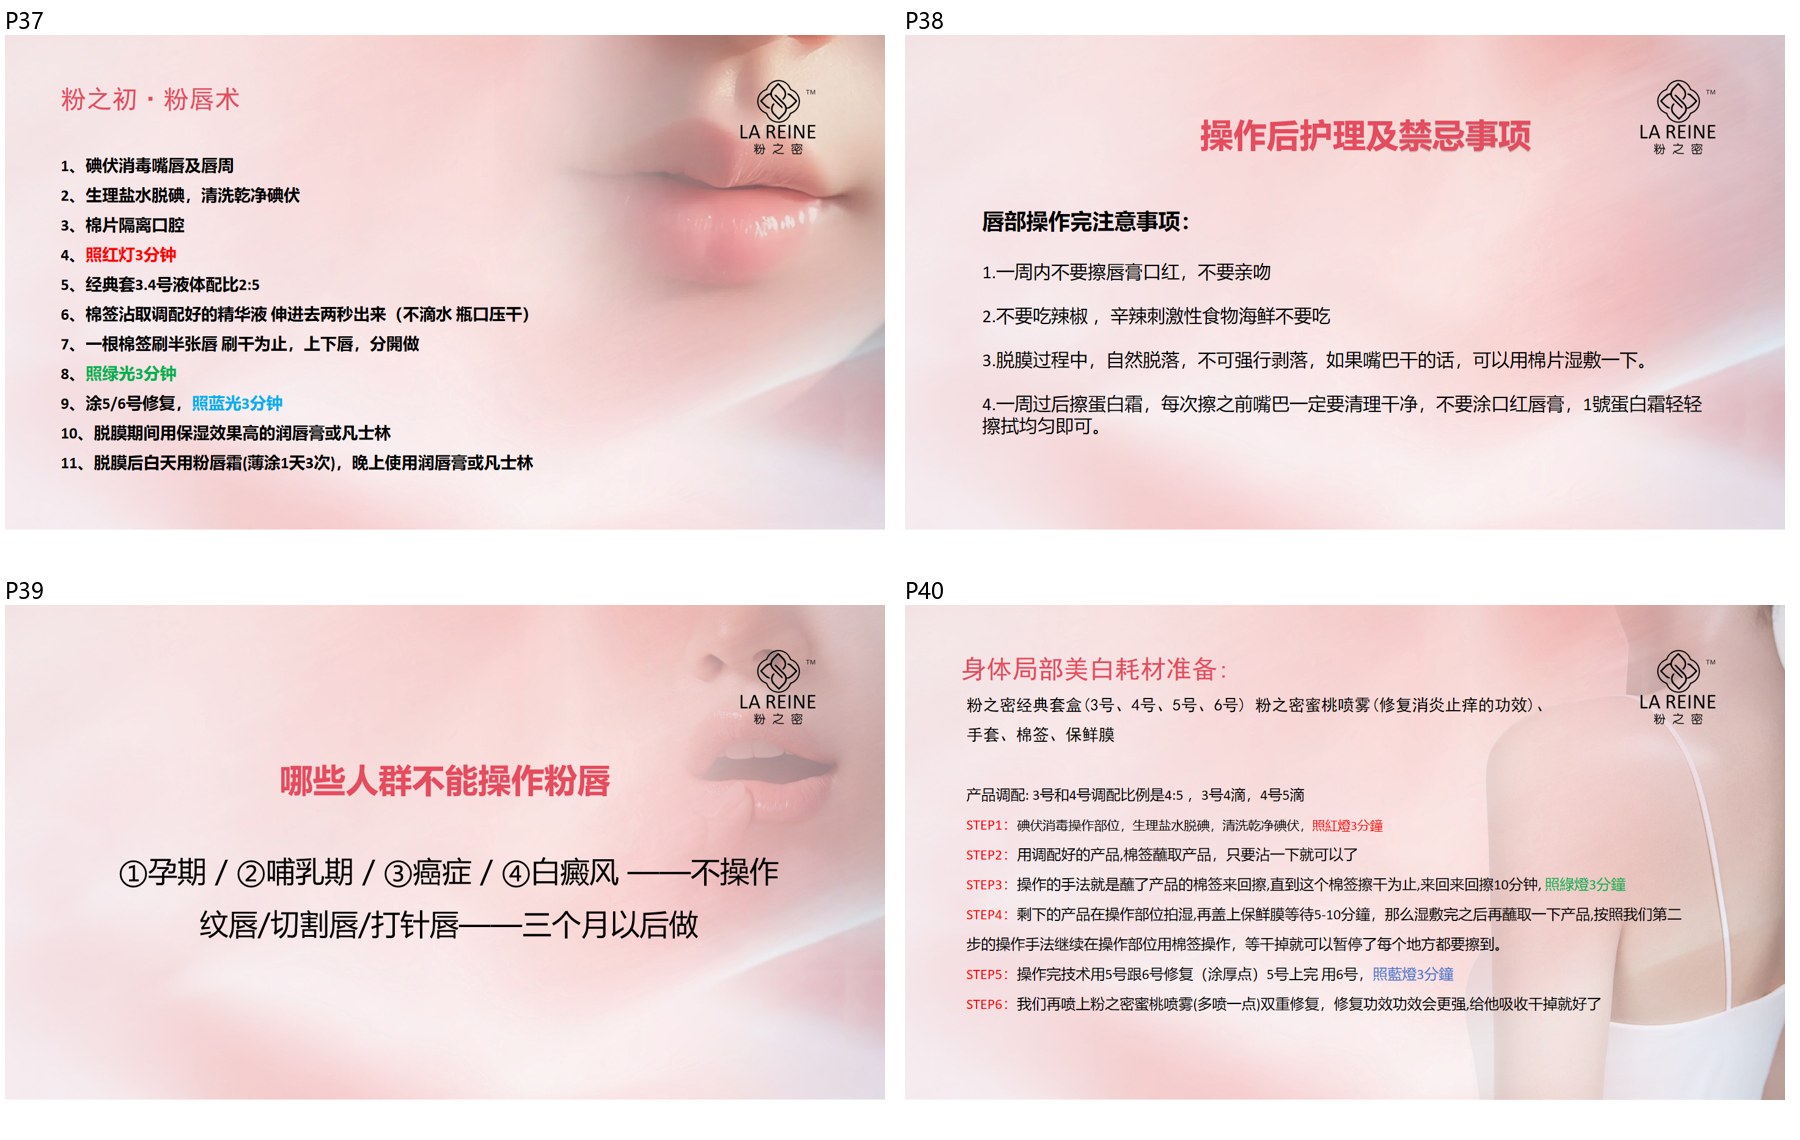 P37
粉之初·粉唇术
TM
LA REINE
粉之密
1、碘伏消毒嘴唇及唇周
2、生理盐水脱碘，清洗乾净碘伏
3、棉片隔离口腔
4、照红灯3分钟
5、经典套3.4号液体配比2:5
6、棉签沾取调配好的精华液 伸进去两秒出来（不滴水 瓶口压干）
7、一根棉签刷半张唇 刷干为止，上下唇，分開做
8、照绿光3分钟
9、涂5/6号修复，照蓝光3分钟
10、脱膜期间用保湿效果高的润唇膏或凡士林
11、脱膜后白天用粉唇霜(薄涂1天3次)，晚上使用润唇膏或凡士林
P38
TM
LA REINE
粉之密
操作后护理及禁忌事项
唇部操作完注意事项：
1.一周内不要擦唇膏口红，不要亲吻
2.不要吃辣椒 ，辛辣刺激性食物海鲜不要吃
3.脱膜过程中，自然脱落，不可强行剥落，如果嘴巴干的话，可以用棉片湿敷一下。
4.一周过后擦蛋白霜，每次擦之前嘴巴一定要清理干净，不要涂口红唇膏，1號蛋白霜轻轻
擦拭均匀即可。
P39
TM
LA REINE
粉之密
哪些人群不能操作粉唇
①孕期 / ②哺乳期 / ③癌症 / ④白癜风 ——不操作
纹唇/切割唇/打针唇——三个月以后做
P40
身体局部美白耗材准备:
TM
LA REINE
粉之密
粉之密经典套盒(3号、4号、5号、6号) 粉之密蜜桃喷雾(修复消炎止痒的功效)、
手套、棉签、保鲜膜
产品调配: 3号和4号调配比例是4:5 ，3号4滴，4号5滴
STEP1：碘伏消毒操作部位，生理盐水脱碘，清洗乾净碘伏，照紅燈3分鐘
STEP2：用调配好的产品,棉签蘸取产品，只要沾一下就可以了
STEP3：操作的手法就是蘸了产品的棉签来回擦,直到这个棉签擦干为止,来回来回擦10分钟, 照綠燈3分鐘
STEP4：剩下的产品在操作部位拍湿,再盖上保鲜膜等待5-10分鐘，那么湿敷完之后再蘸取一下产品,按照我们第二
步的操作手法继续在操作部位用棉签操作，等干掉就可以暂停了每个地方都要擦到。
STEP5：操作完技术用5号跟6号修复（涂厚点）5号上完 用6号，照藍燈3分鐘
STEP6：我们再喷上粉之密蜜桃喷雾(多喷一点)双重修复，修复功效功效会更强,给他吸收干掉就好了